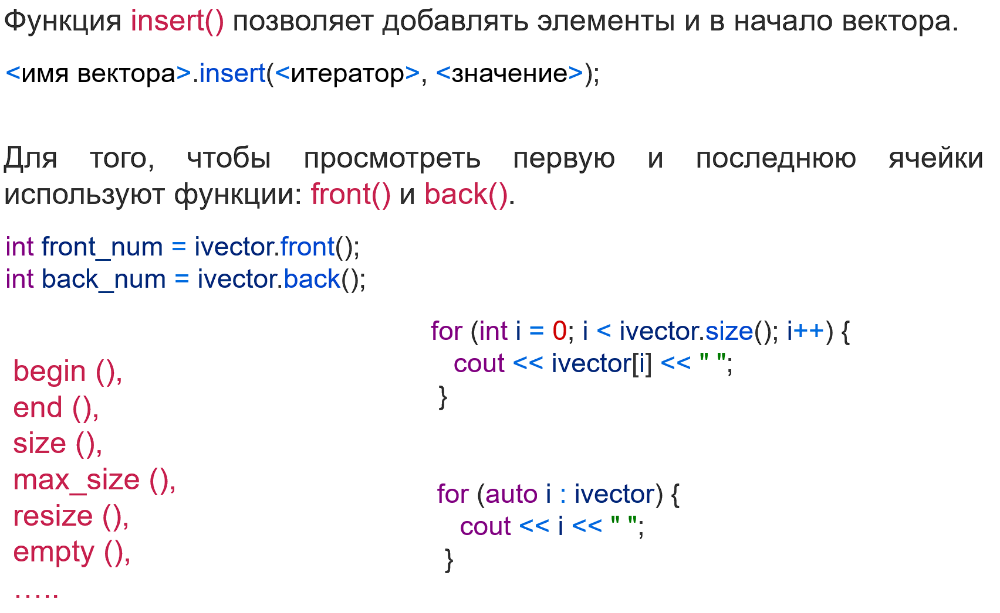 Функция insert() позволяет добавлять элементы и в начало вектора.
<имя вектора>.insert(<итератор>, <значение>);
Для того, чтобы просмотреть первую и последнюю ячейки
используют функции: front() и back().
int front_num = ivector.front();
int back_num = ivector.back();
begin (),
end (),
size (),
max_size (),
resize (),
empty (),
.....
for (int i = 0; i < ivector.size(); i++) {
cout << ivector[i] << " ";
}
for (auto i : ivector) {
cout << i << " ";
}